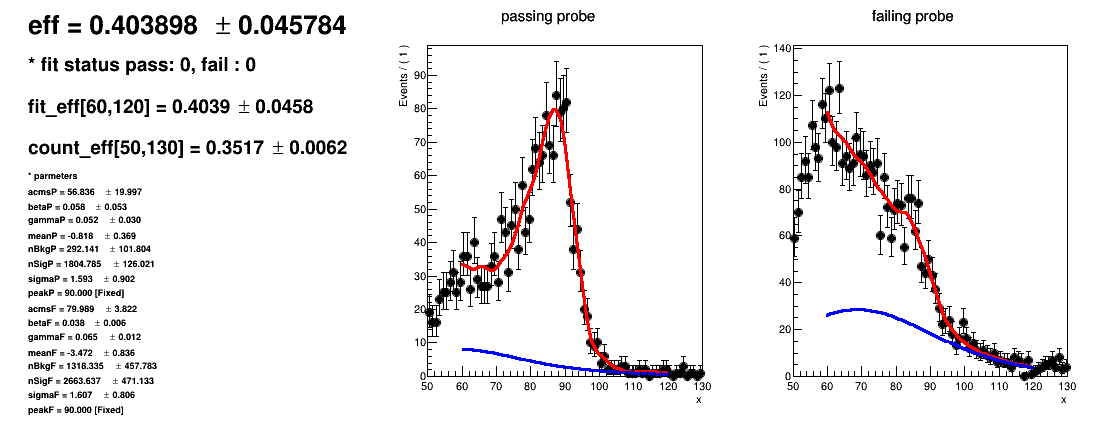 eff = 0.403898 ± 0.045784
* fit status pass: 0, fail : 0
fit_eff[60,120] = 0.4039 ± 0.0458
count_eff[50,130] = 0.3517 ± 0.0062
* parmeters
acmsP = 56.836 ± 19.997
betaP = 0.058 ± 0.053
gammaP = 0.052 ± 0.030
meanP = -0.818 ± 0.369
nBkgP = 292.141 ± 101.804
nSigP = 1804.785 ± 126.021
sigmaP = 1.593 ± 0.902
peakP = 90.000 [Fixed]
acmsF = 79.989 ± 3.822
betaF = 0.038 ± 0.006
gammaF = 0.065 ± 0.012
meanF = -3.472 ± 0.836
nBkgF = 1318.335 ± 457.783
nSigF = 2663.637 ± 471.133
sigmaF = 1.607 ± 0.806
peakF = 90.000 [Fixed]
passing probe
Events / ( 1 )
90
80
70
60
50
40
30
20
10
0
50 60 70 80 90 100 110 120 130
x
failing probe
Events / ( 1 )
140
120
100
80
60
40
20
0
50 60 70 80 90 100 110 120 130
x